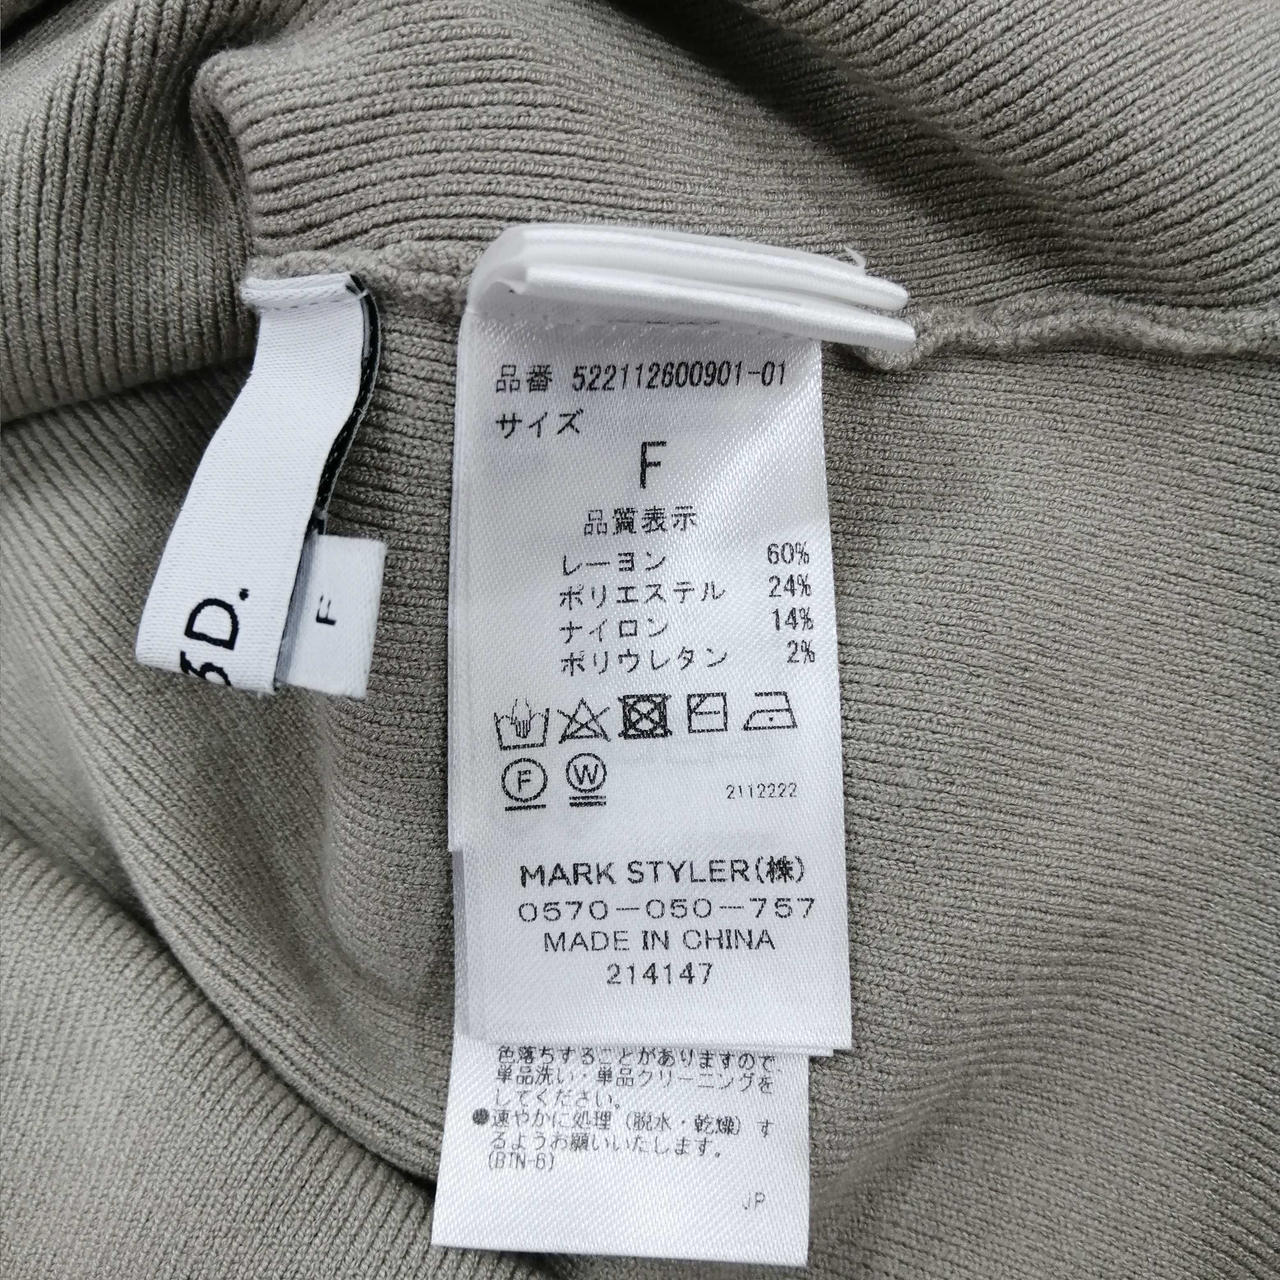 品番 522112600901-01
サイズ
F
品質表示
レーヨン 60%
ポリエステル 24%
ナイロン 14%
ポリウレタン 2%
F W
2112222
MARK STYLER(株)
0570-050-757
MADE IN CHINA
214147
色落ちすることがありますので、
単品洗い・単品クリーニングを
してください。
●速やかに処理（脱水・乾燥）す
るようお願いいたします。
(BTN-6)
JP
D.
F